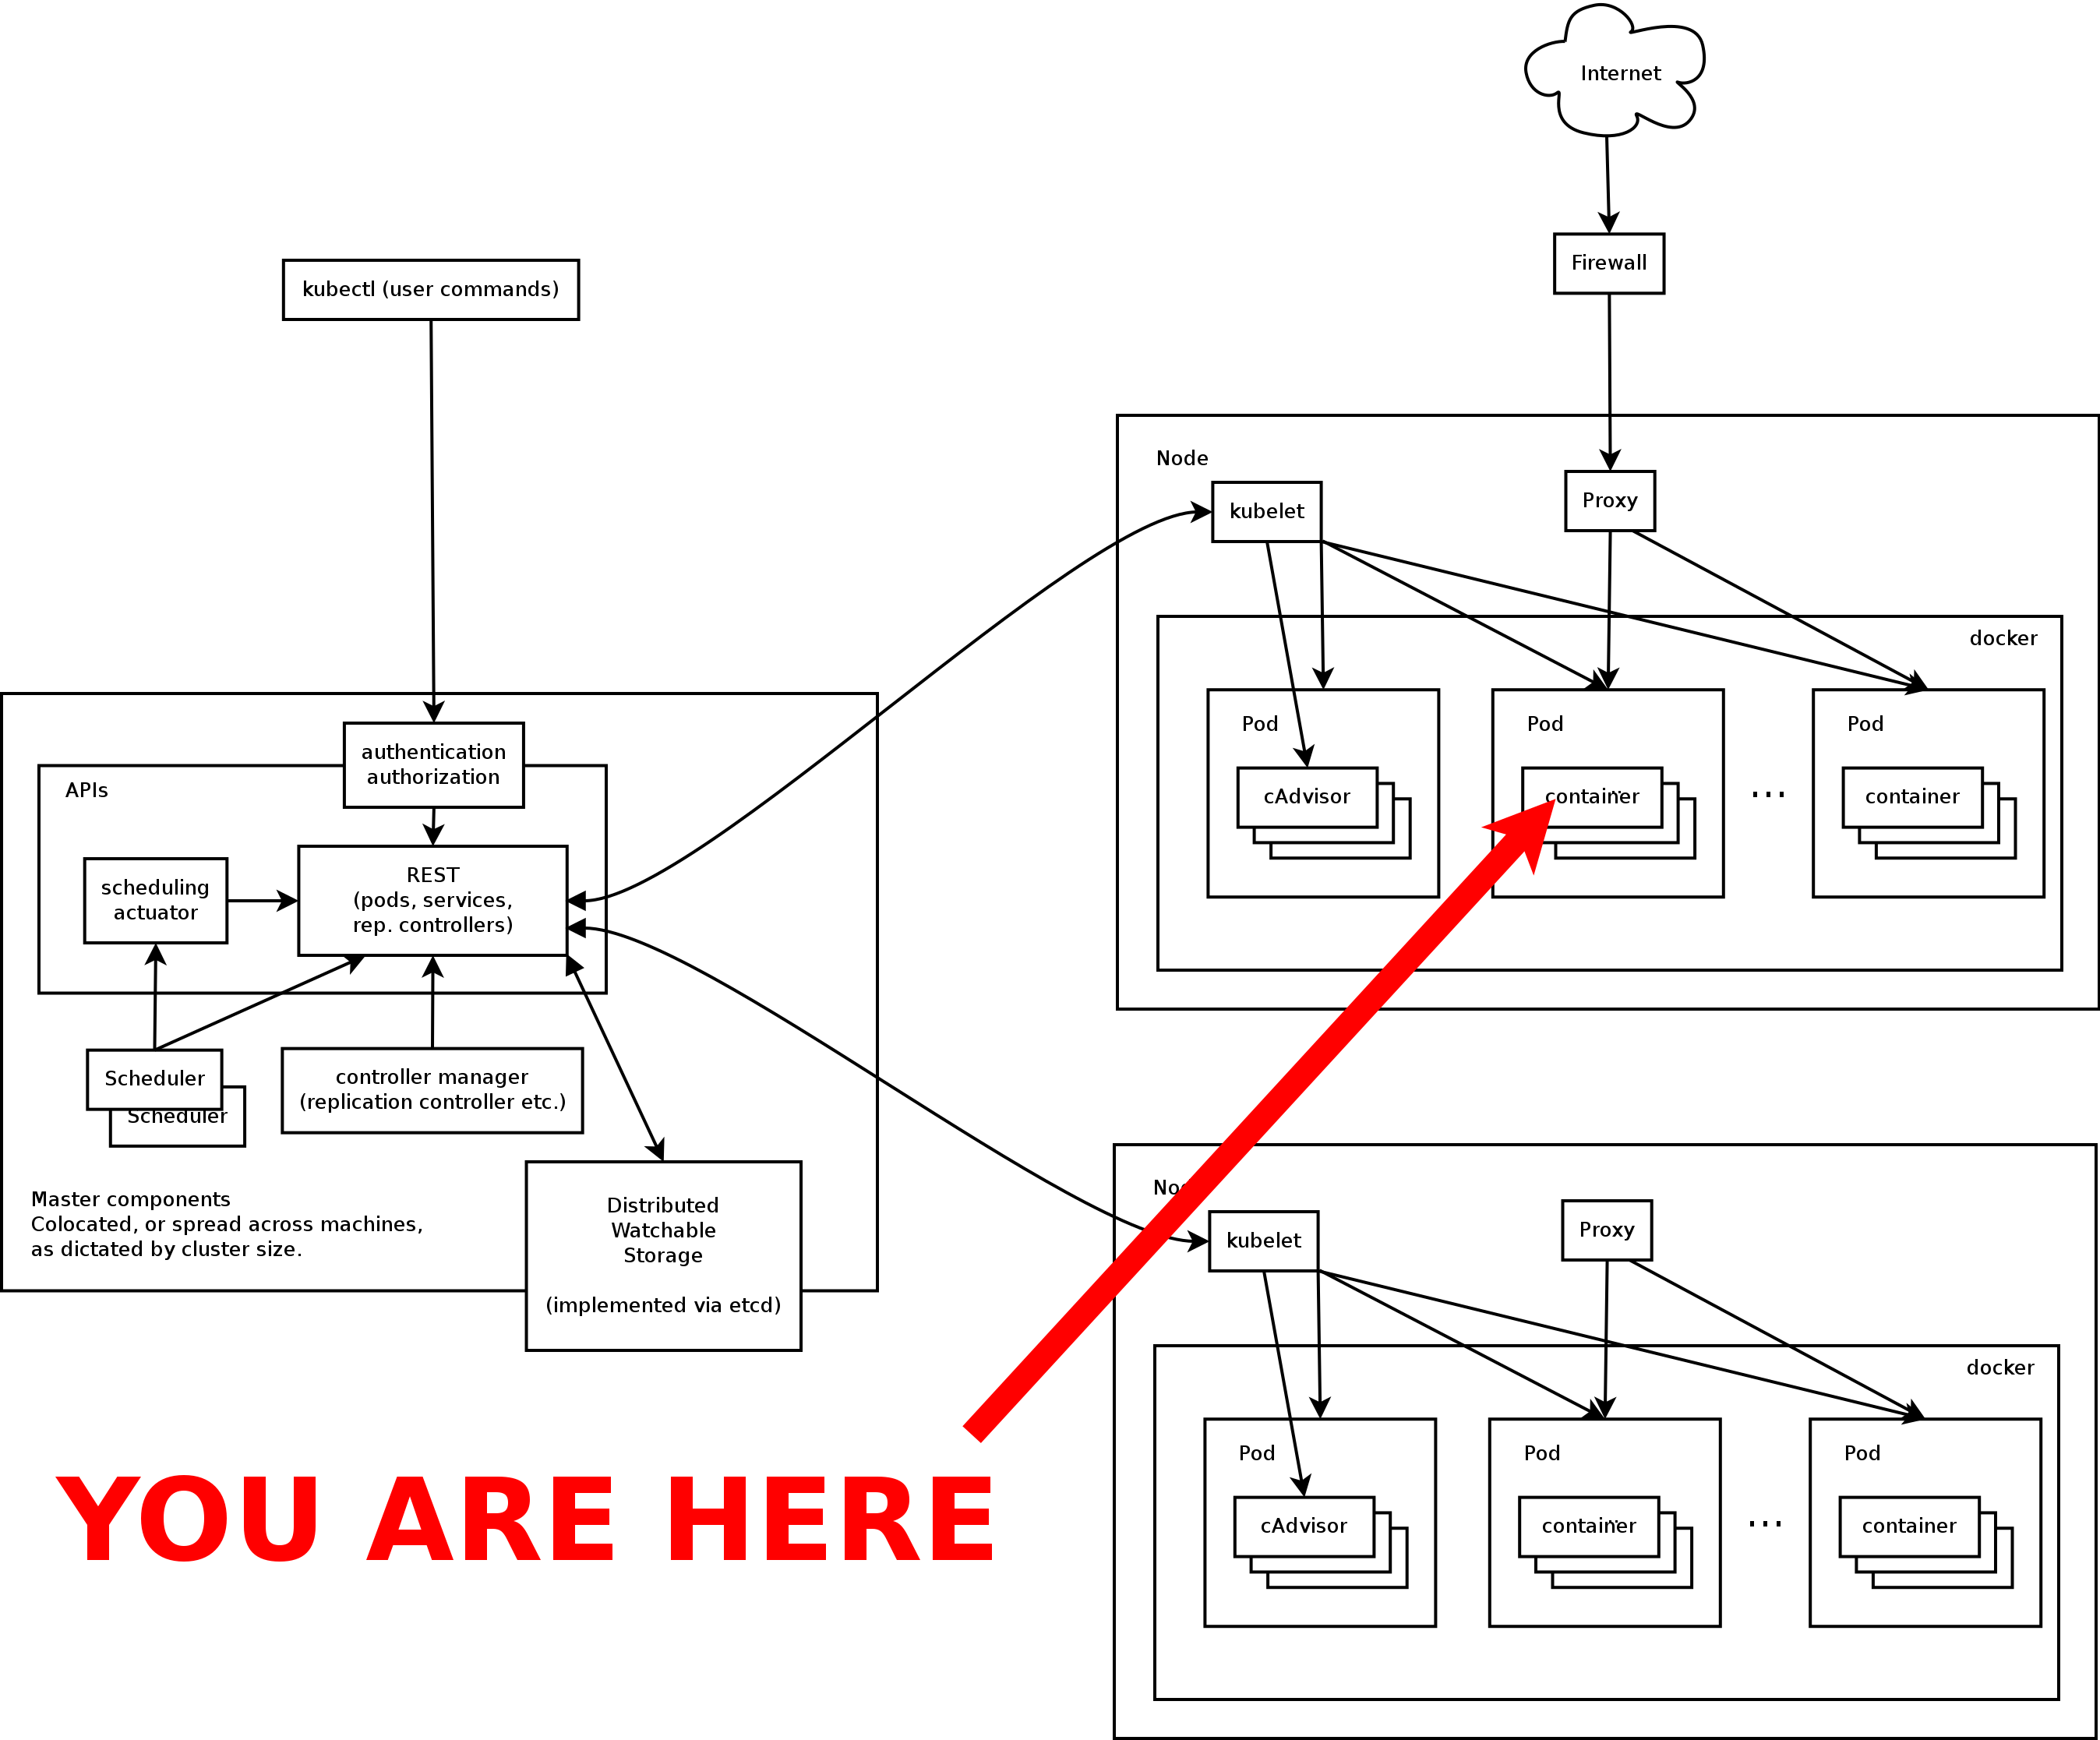 Internet
Firewall
kubectl (user commands)
Node
kubelet
Proxy
docker
Pod
cAdvisor
Pod
container
...
Pod
container
authentication
authorization
APIs
scheduling
actuator
REST
(pods, services,
rep. controllers)
Scheduler
Scheduler
controller manager
(replication controller etc.)
Master components
Colocated, or spread across machines,
as dictated by cluster size.
Distributed
Watchable
Storage
(implemented via etcd)
Node
kubelet
Proxy
docker
Pod
cAdvisor
Pod
container
...
Pod
container
YOU ARE HERE